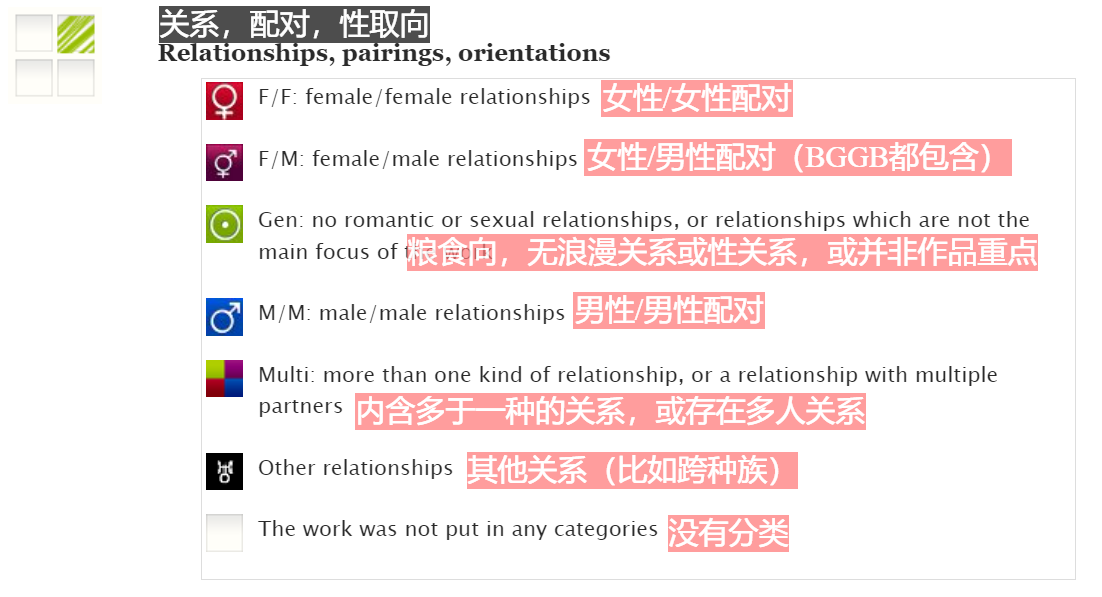 关系，配对，性取向
Relationships, pairings, orientations
F/F: female/female relationships 女性/女性配对
F/M: female/male relationships 女性/男性配对（BGGB都包含）
Gen: no romantic or sexual relationships, or relationships which are not the
main focus of 粮食向，无浪漫关系或性关系，或并非作品重点
M/M: male/male relationships 男性/男性配对
Multi: more than one kind of relationship, or a relationship with multiple
partners 内含多于一种的关系，或存在多人关系
Other relationships 其他关系（比如跨种族）
The work was not put in any categories 没有分类